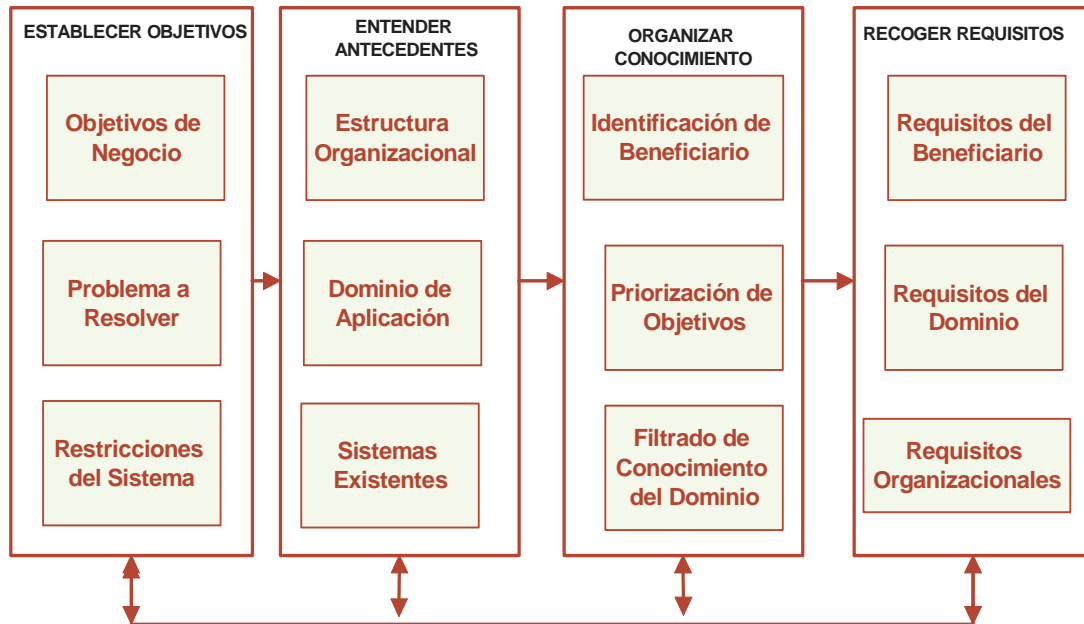 ESTABLECER OBJETIVOS
Objetivos de
Negocio
Problema a
Resolver
Restricciones
del Sistema
ENTENDER
ANTECEDENTES
Estructura
Organizacional
Dominio de
Aplicación
Sistemas
Existentes
ORGANIZAR
CONOCIMIENTO
Identificación de
Beneficiario
Priorización de
Objetivos
Filtrado de
Conocimiento
del Dominio
RECOGER REQUISITOS
Requisitos del
Beneficiario
Requisitos del
Dominio
Requisitos
Organizacionales